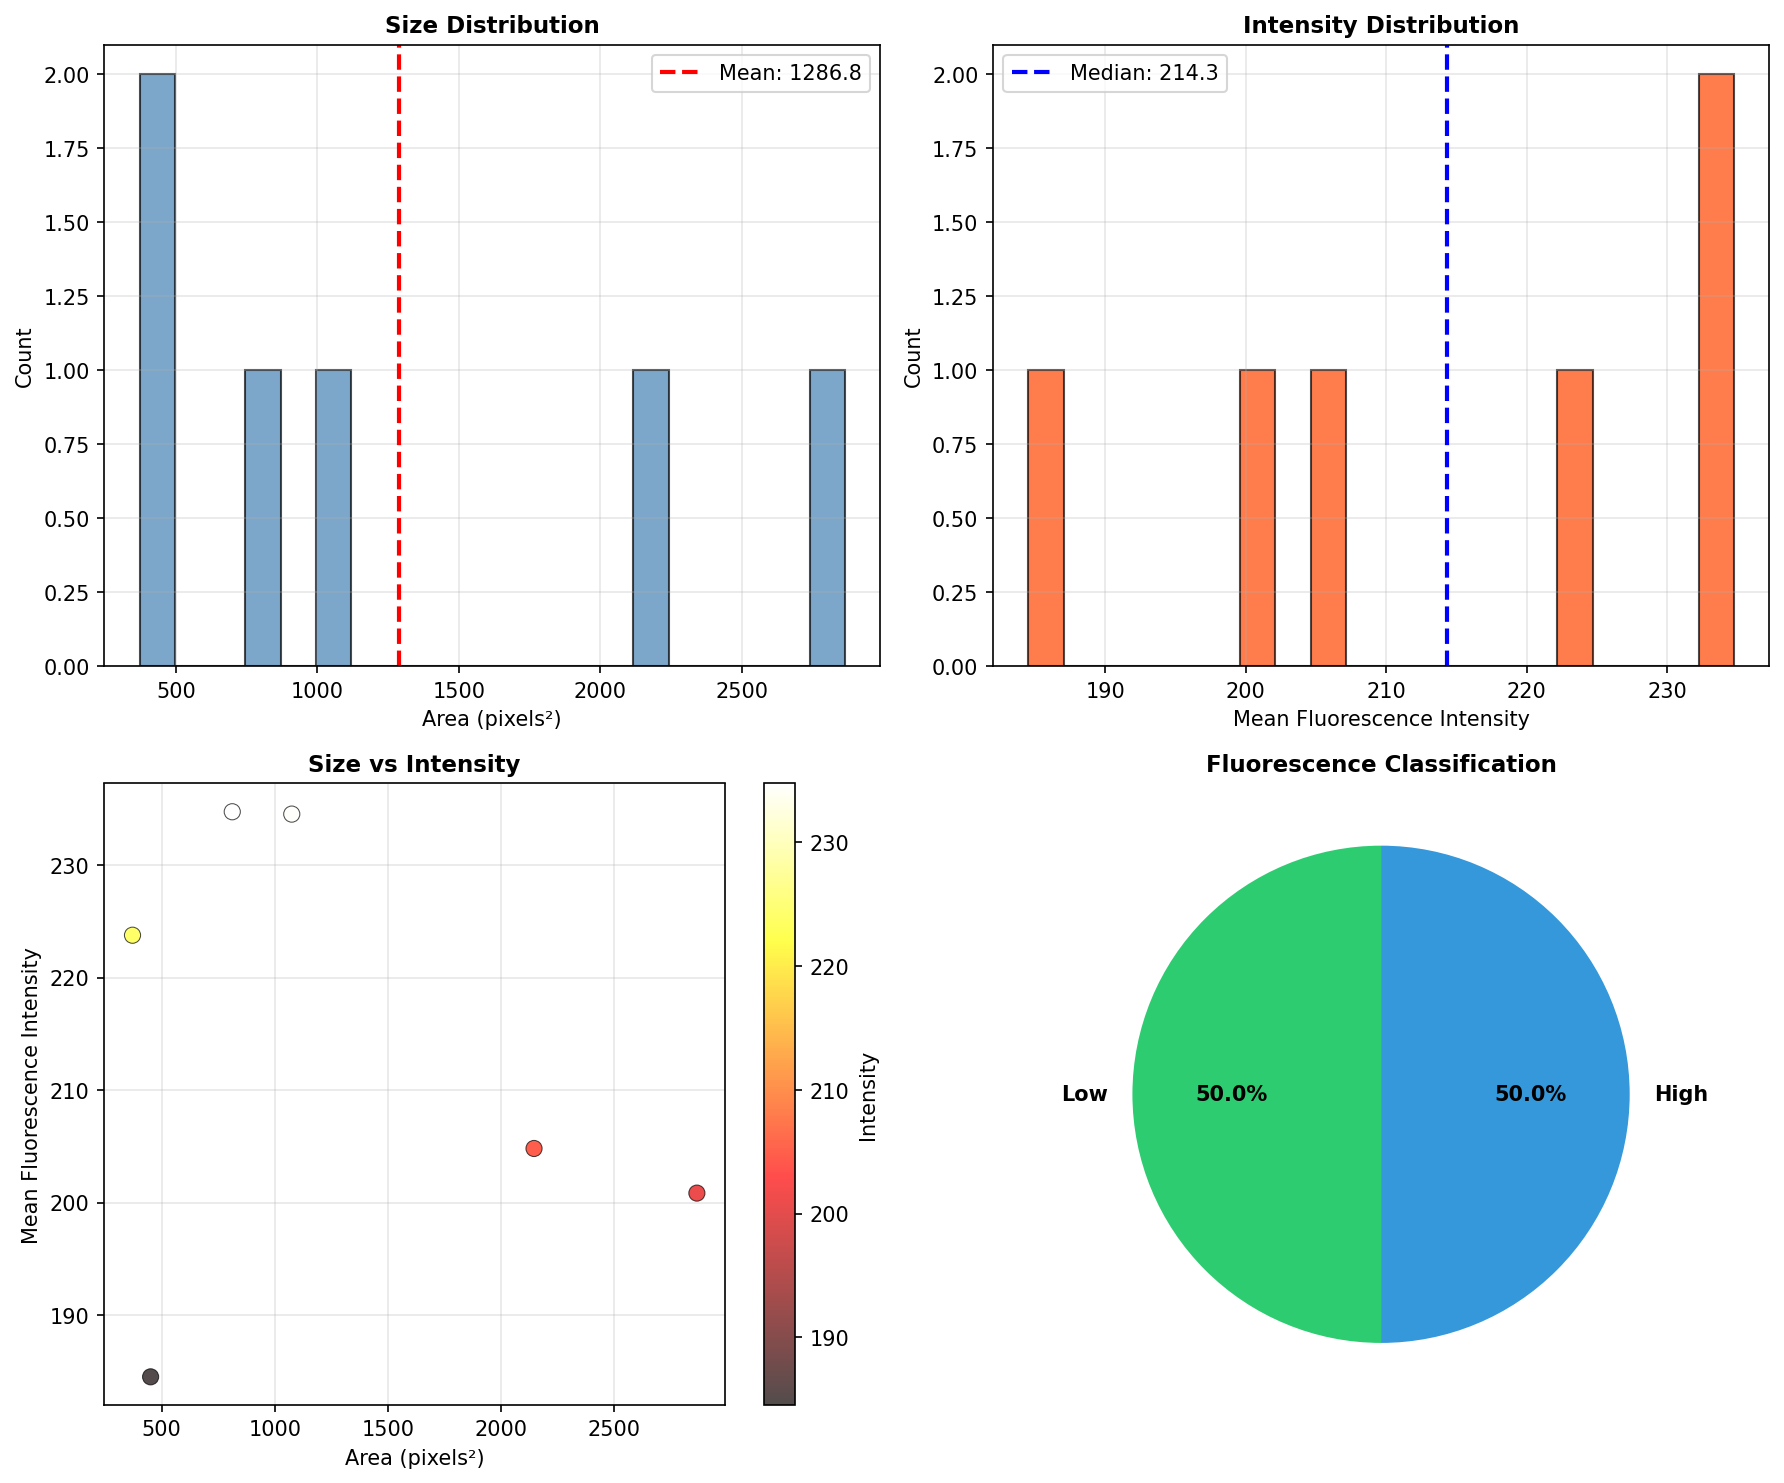 Size Distribution
Mean: 1286.8
2.00
1.75
1.50
1.25
1.00
0.75
0.50
0.25
0.00
Count
500 1000 1500 2000 2500
Area (pixels²)
Intensity Distribution
Median: 214.3
2.00
1.75
1.50
1.25
1.00
0.75
0.50
0.25
0.00
Count
190 200 210 220 230
Mean Fluorescence Intensity
Size vs Intensity
230
220
210
200
190
Mean Fluorescence Intensity
500 1000 1500 2000 2500
Area (pixels²)
230
220
210
200
190
Intensity
Fluorescence Classification
Low 50.0% 50.0% High